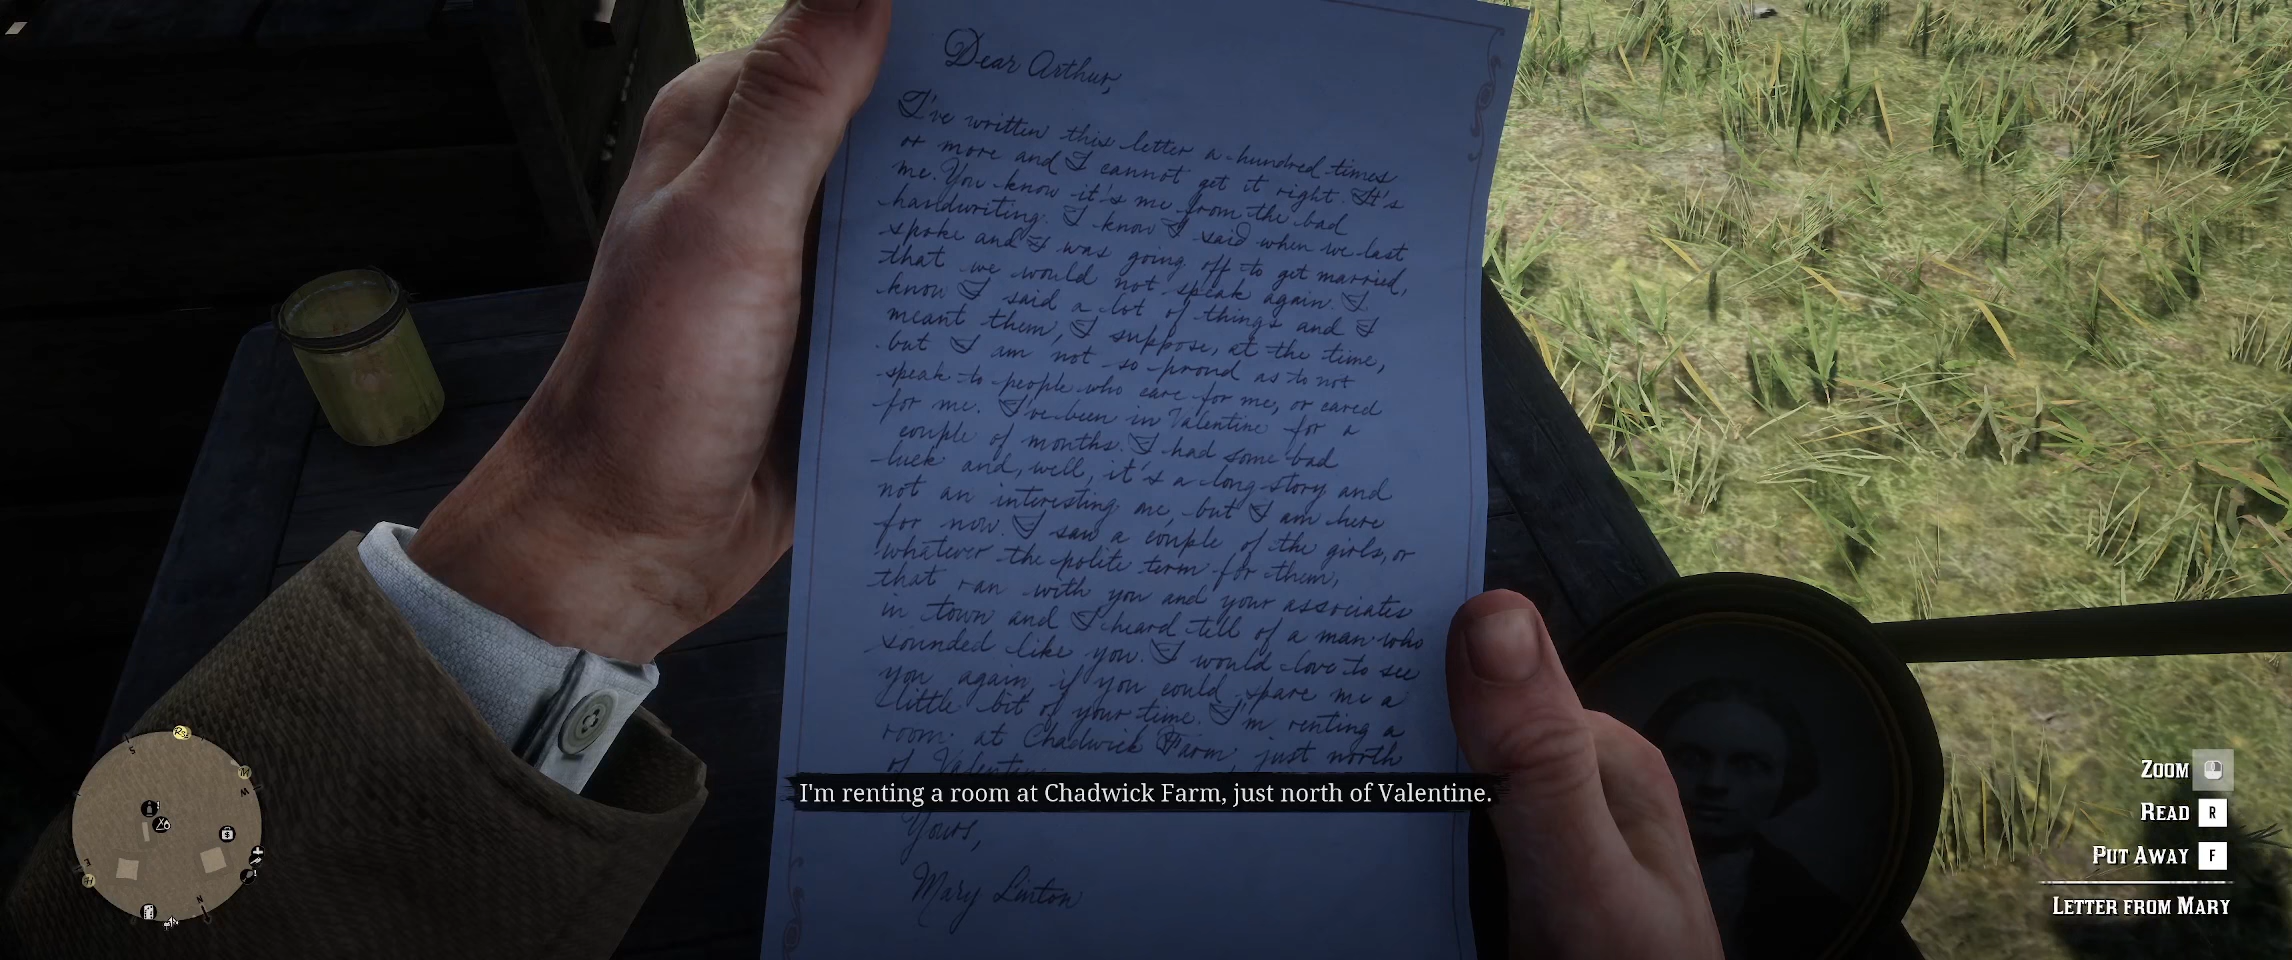 Dear Arthur,
I've written this letter a hundred times
or more and I cannot get it right. It's
me. You know it's me from the bad
handwriting. I know I said when we last
spoke and I was going off to get married,
that we would not speak again. I
know I said a lot of things and I
meant them, I suppose, at the time,
but I am not so proud as to not
speak to people who care for me, or cared
for me. I've been in Valentine for a
couple of months. I had some bad
luck and, well, it's a long story and
not an interesting one, but I am here
for now. I saw a couple of the girls, or
whatever the polite term for them,
that ran with you and your associates
in town and I heard tell of a man who
sounded like you. I would love to see
you again if you could spare me a
little bit of your time. I'm renting a
room at Chadwick Farm, just north
of Valentine
I'm renting a room at Chadwick Farm, just north of Valentine.
Yours,
Mary Linton
ZOOM
READ R
PUT AWAY F
LETTER FROM MARY